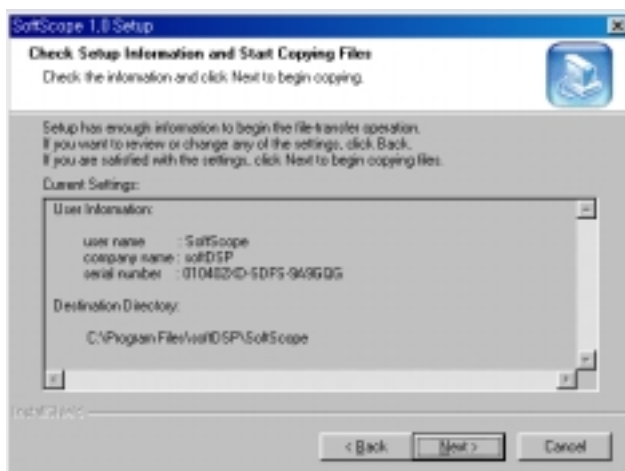 SoftScope 1.0 Setup
Check Setup Information and Start Copying Files
Check the information and click Next to begin copying.
Setup has enough information to begin the file-transfer operation.
If you want to review or change any of the settings, click Back.
If you are satisfied with the settings, click Next to begin copying files.
Current Settings:
User Information:
user name : SoftScope
company name : softDSP
serial number :
Destination Directory:
C:\Program Files\softDSP\SoftScope
InstallShield
< Back
Next >
Cancel